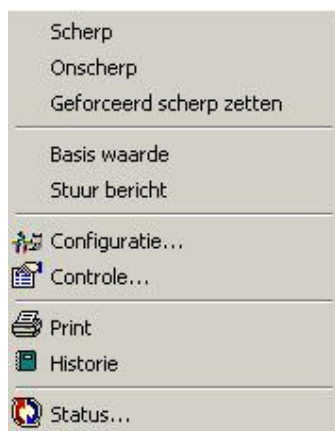 Scherp
Onscherp
Geforceerd scherp zetten
Basis waarde
Stuur bericht
Configuratie...
Controle...
Print
Historie
Status...